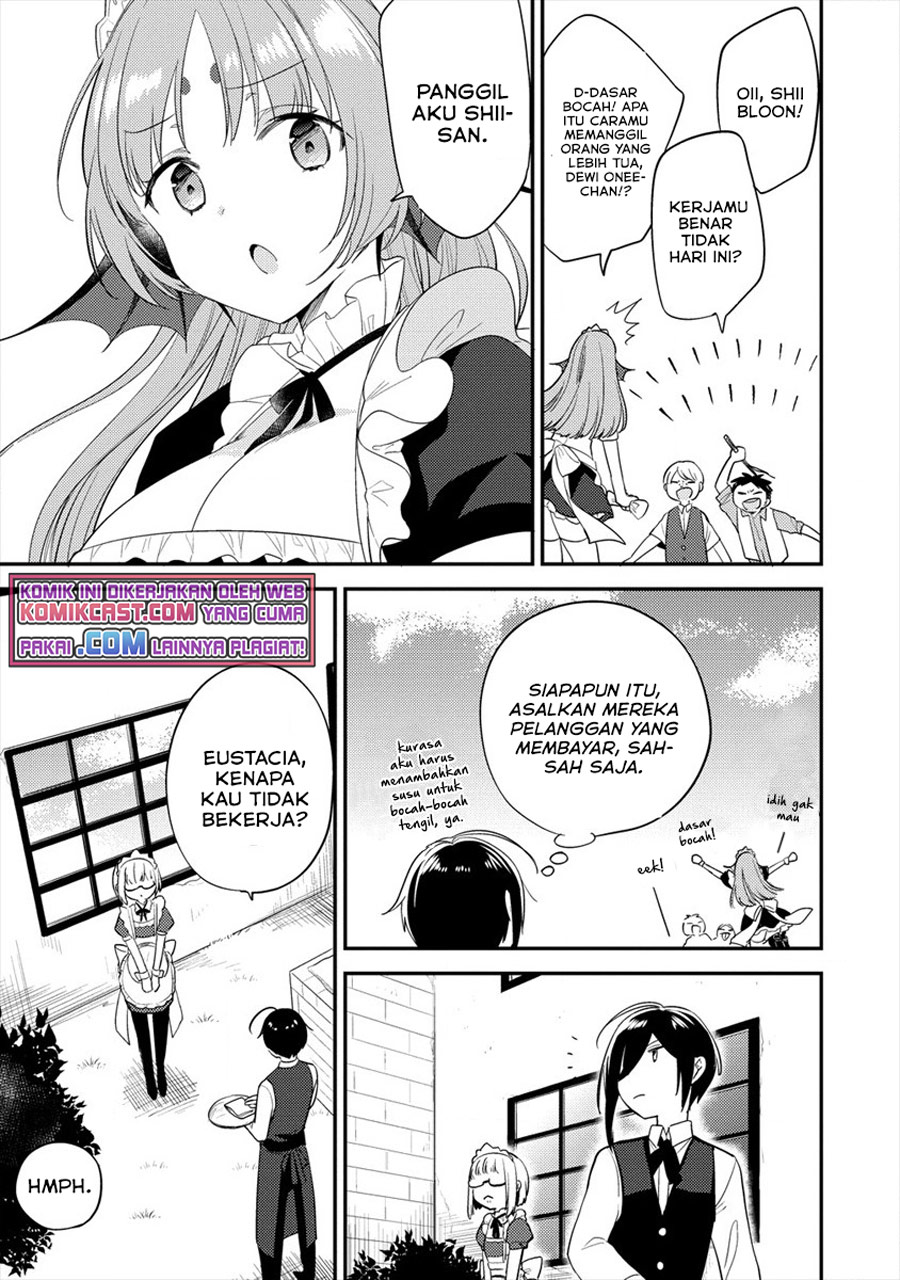 OII, SHII
BLOON!
KERJAMU
BENAR
TIDAK
HARI INI?
D-DASAR
BOCAH! APA
ITU CARAMU
MEMANGGIL
ORANG YANG
LEBIH TUA,
DEWI ONEE-
CHAN!?
PANGGIL
AKU SHII-
SAN.
KOMIK INI DIKERJAKAN OLEH WEB
KOMIKCAST.COM YANG CUMA
PAKAI .COM LAINNYA PLAGIAT!
idih gak
mau
dasar
bocah!
eek!
SIAPAPUN ITU,
ASALKAN MEREKA
PELANGGAN YANG
MEMBAYAR, SAH-
SAH SAJA.
kurasa
aku harus
menambahkan
susu untuk
bocah-bocah
tengil, ya.
EUSTACIA,
KENAPA
KAU TIDAK
BEKERJA?
HMPH.